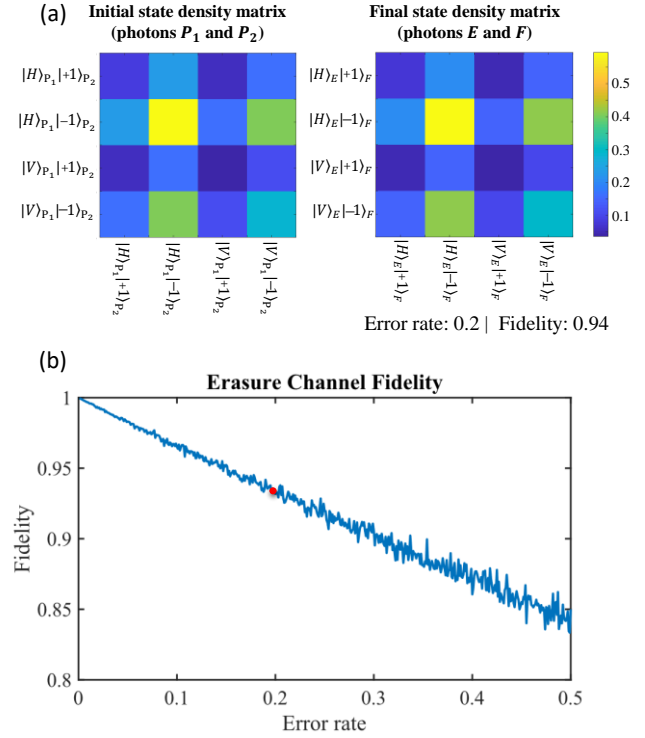 (a)
Initial state density matrix
(photons P₁ and P₂)
Final state density matrix
(photons E and F)
|H⟩P₁|+1⟩P₂
|H⟩P₁|−1⟩P₂
|V⟩P₁|+1⟩P₂
|V⟩P₁|−1⟩P₂
|H⟩P₁|+1⟩P₂
|H⟩P₁|−1⟩P₂
|V⟩P₁|+1⟩P₂
|V⟩P₁|−1⟩P₂
|H⟩E|+1⟩F
|H⟩E|−1⟩F
|V⟩E|+1⟩F
|V⟩E|−1⟩F
|H⟩E|+1⟩F
|H⟩E|−1⟩F
|V⟩E|+1⟩F
|V⟩E|−1⟩F
0.5
0.4
0.3
0.2
0.1
Error rate: 0.2 | Fidelity: 0.94
(b)
Erasure Channel Fidelity
1
0.95
0.9
0.85
0.8
Fidelity
0 0.1 0.2 0.3 0.4 0.5
Error rate